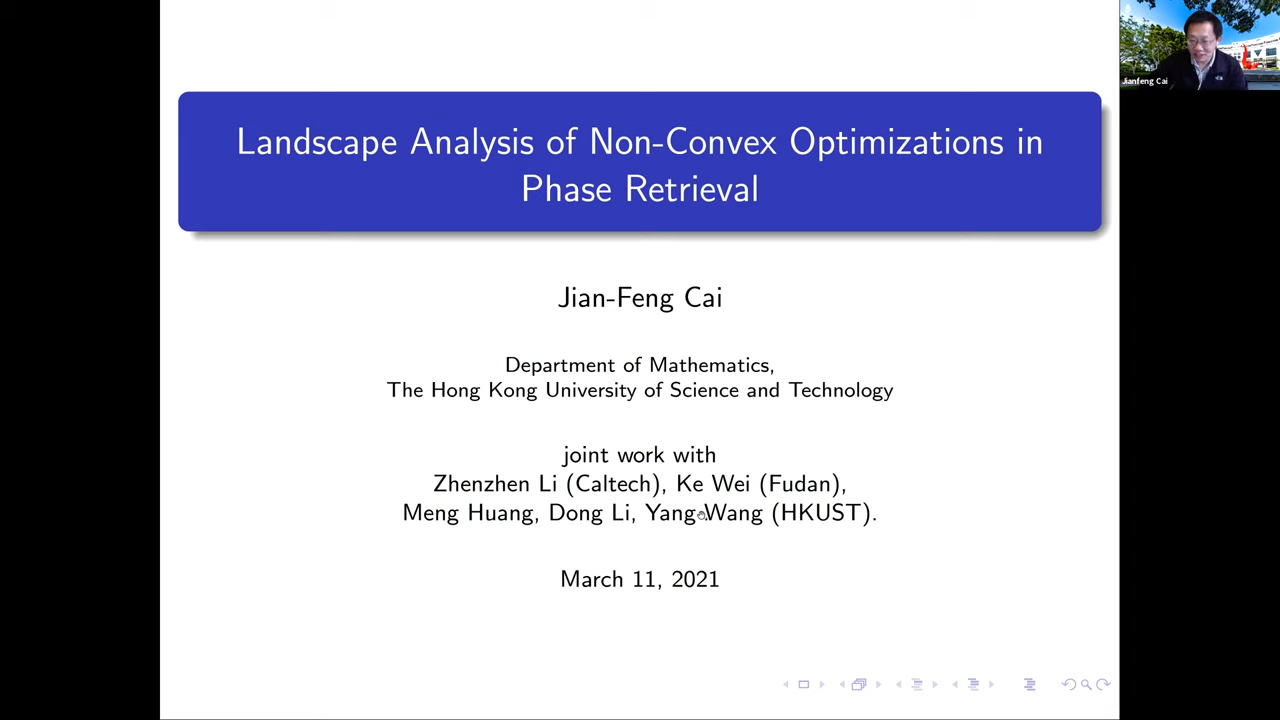 Landscape Analysis of Non-Convex Optimizations in
Phase Retrieval
Jian-Feng Cai
Department of Mathematics,
The Hong Kong University of Science and Technology
joint work with
Zhenzhen Li (Caltech), Ke Wei (Fudan),
Meng Huang, Dong Li, Yang Wang (HKUST).
March 11, 2021
Jianfeng Cai